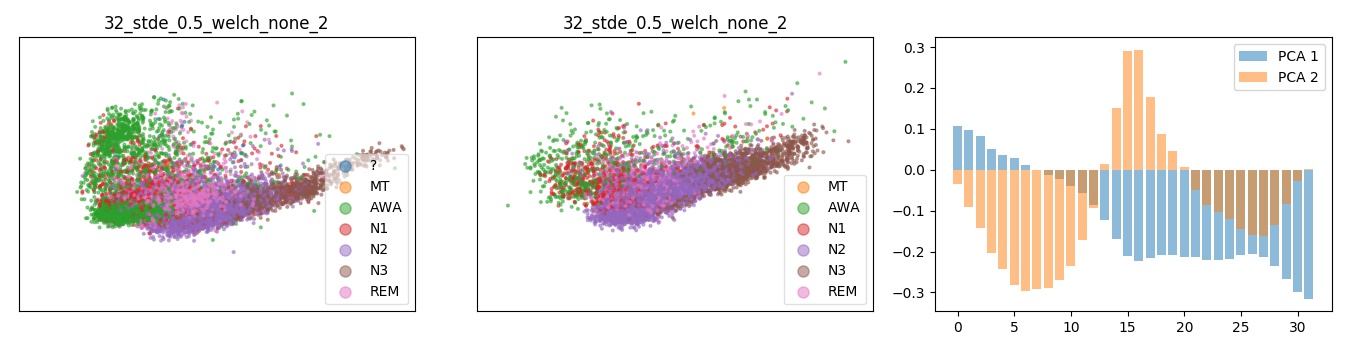 32_stde_0.5_welch_none_2
?
MT
AWA
N1
N2
N3
REM
32_stde_0.5_welch_none_2
MT
AWA
N1
N2
N3
REM
0.3
0.2
0.1
0.0
−0.1
−0.2
−0.3
0 5 10 15 20 25 30
PCA 1
PCA 2